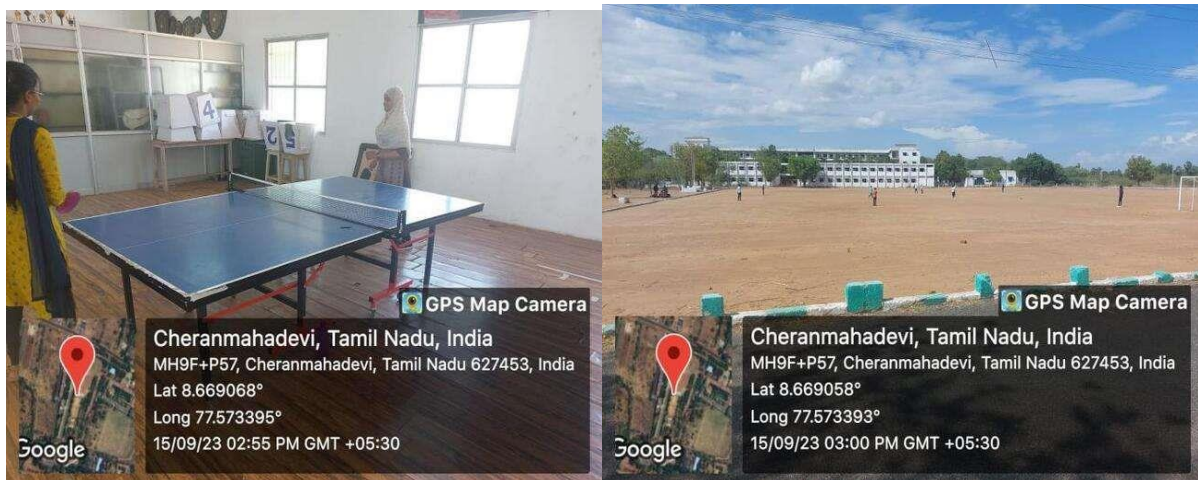 4
2
5
GPS Map Camera
Cheranmahadevi, Tamil Nadu, India
MH9F+P57, Cheranmahadevi, Tamil Nadu 627453, India
Lat 8.669068°
Long 77.573395°
15/09/23 02:55 PM GMT +05:30
Google
GPS Map Camera
Cheranmahadevi, Tamil Nadu, India
MH9F+P57, Cheranmahadevi, Tamil Nadu 627453, India
Lat 8.669058°
Long 77.573393°
15/09/23 03:00 PM GMT +05:30
Google